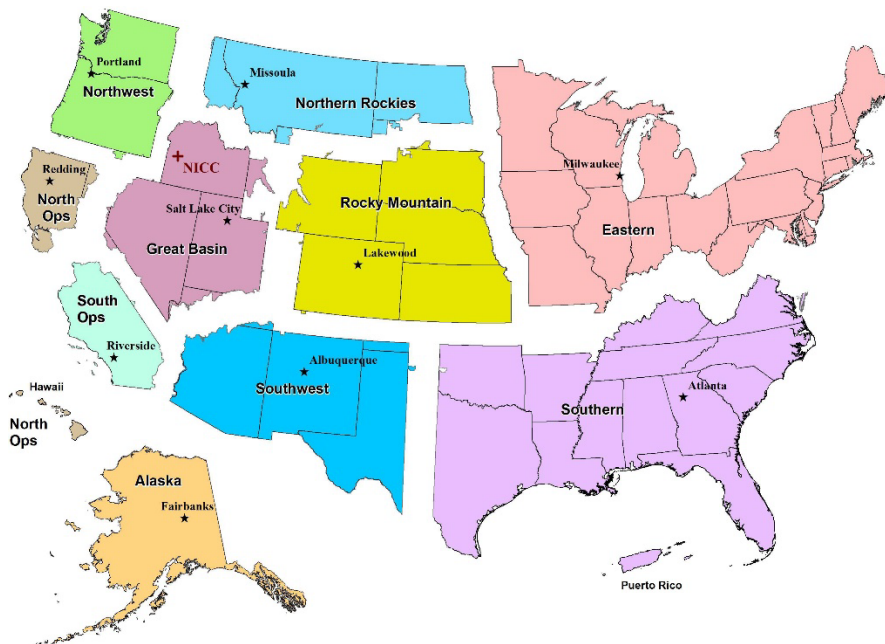 Portland
Northwest
Missoula
Northern Rockies
Redding
North
Ops
NICC
Salt Lake City
Great Basin
Rocky Mountain
Lakewood
Milwaukee
Eastern
South
Ops
Riverside
Albuquerque
Southwest
Atlanta
Southern
Hawaii
North
Ops
Alaska
Fairbanks
Puerto Rico